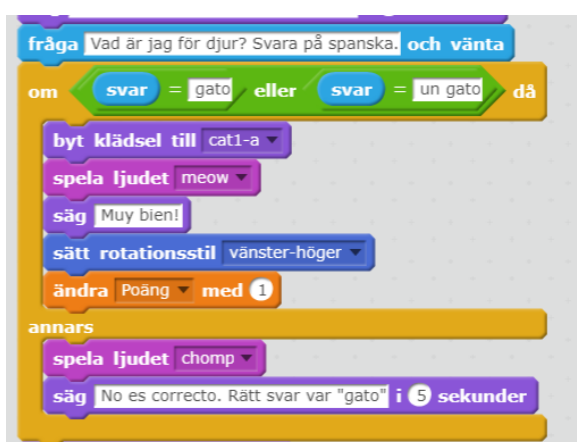 fråga Vad är jag för djur? Svara på spanska. och vänta
om svar = gato eller svar = un gato då
byt klädsel till cat1-a
spela ljudet meow
säg Muy bien!
sätt rotationsstil vänster-höger
ändra Poäng med 1
annars
spela ljudet chomp
säg No es correcto. Rätt svar var "gato" i 5 sekunder